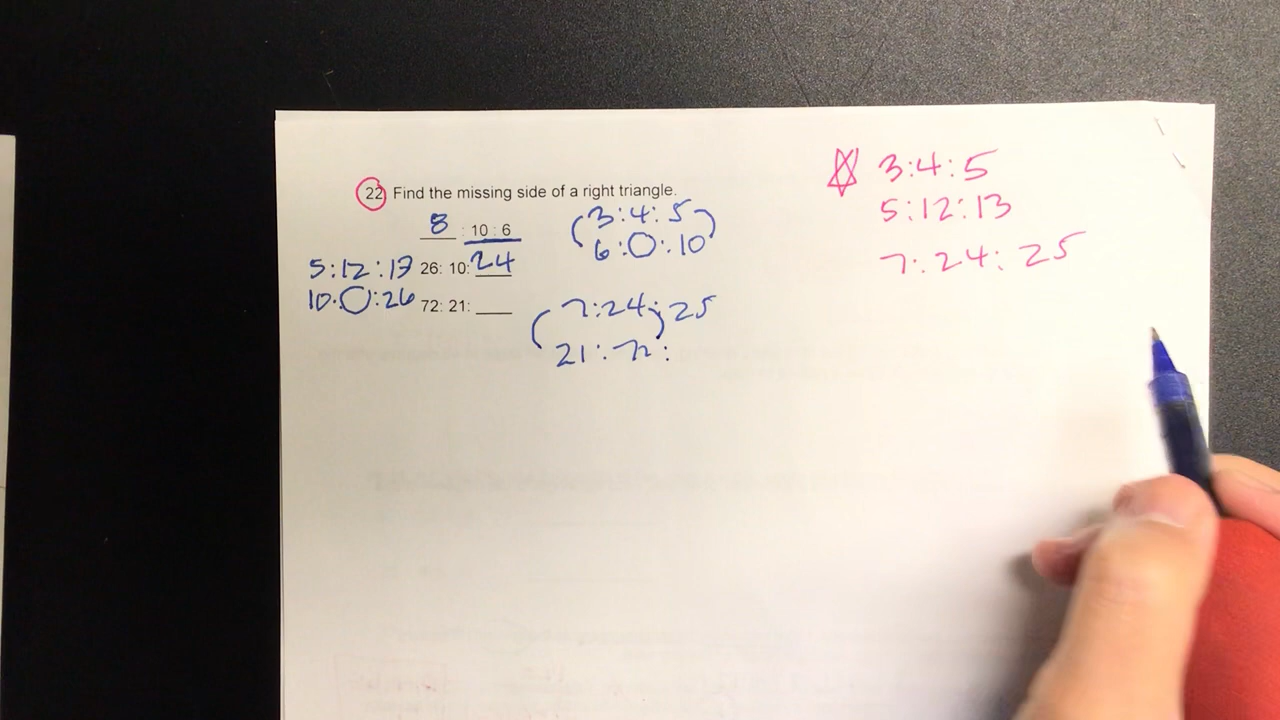 22 Find the missing side of a right triangle.
8 : 10 : 6
(3:4:5)
6:O:10
5:12:13 26: 10: 24
10:O:26 72: 21: ___
7:24:25
21:72:
3:4:5
5:12:13
7:24:25